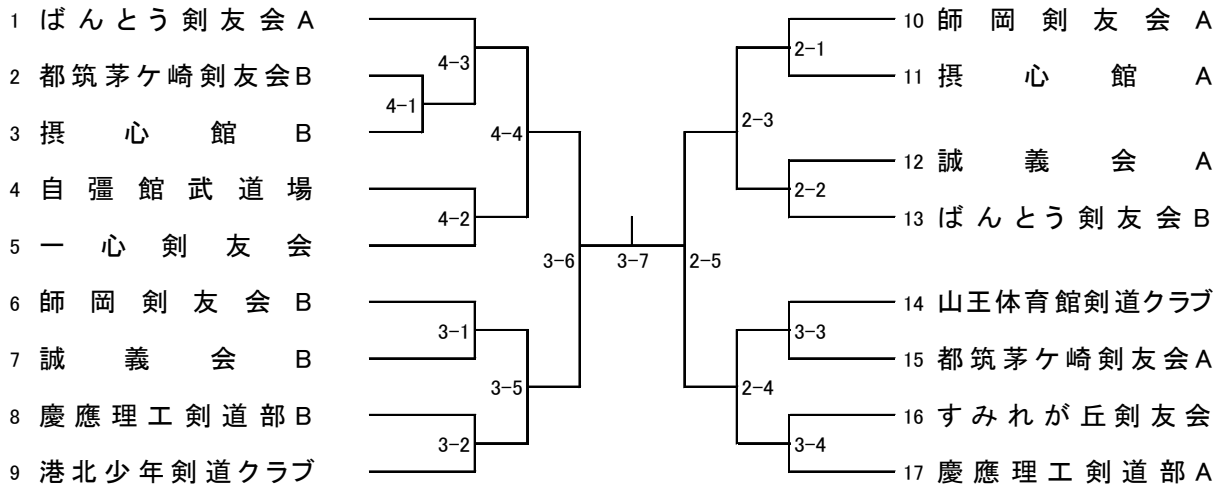 1 ばんとう剣友会A
2 都筑茅ケ崎剣友会B
3 摂心館B
4 自彊館武道場
5 一心剣友会
6 師岡剣友会B
7 誠義会B
8 慶應理工剣道部B
9 港北少年剣道クラブ
4-3
4-1
4-4
4-2
3-6
3-1
3-5
3-2
3-7
2-5
2-1
2-3
2-2
3-3
2-4
3-4
10 師岡剣友会A
11 摂心館A
12 誠義会A
13 ばんとう剣友会B
14 山王体育館剣道クラブ
15 都筑茅ケ崎剣友会A
16 すみれが丘剣友会
17 慶應理工剣道部A